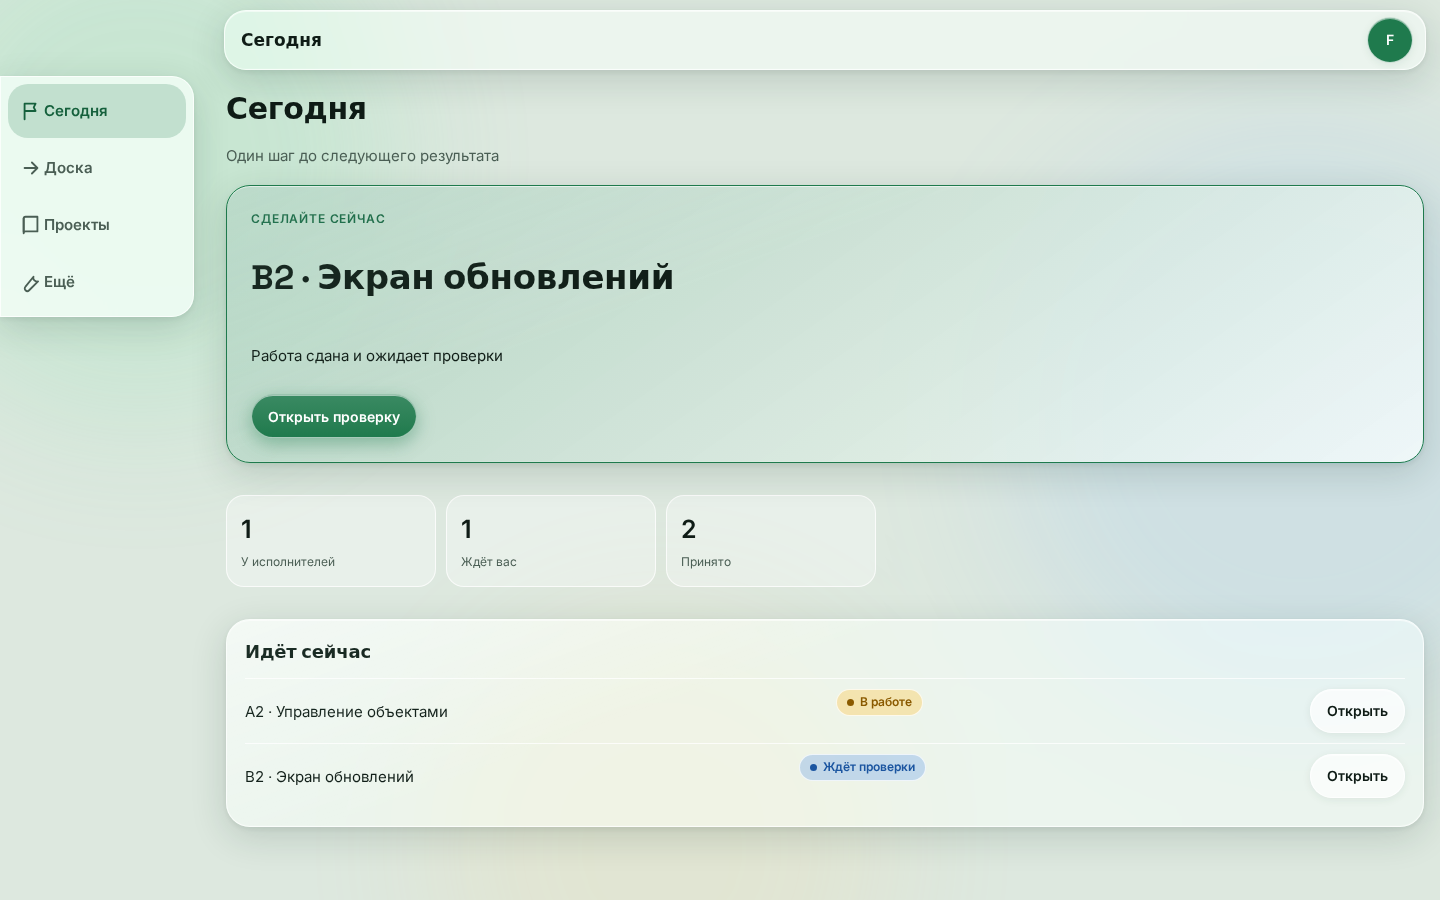 Сегодня
F
Сегодня
Доска
Проекты
Ещё
Сегодня
Один шаг до следующего результата
СДЕЛАЙТЕ СЕЙЧАС
B2 · Экран обновлений
Работа сдана и ожидает проверки
Открыть проверку
1
У исполнителей
1
Ждёт вас
2
Принято
Идёт сейчас
A2 · Управление объектами
В работе
Открыть
B2 · Экран обновлений
Ждёт проверки
Открыть